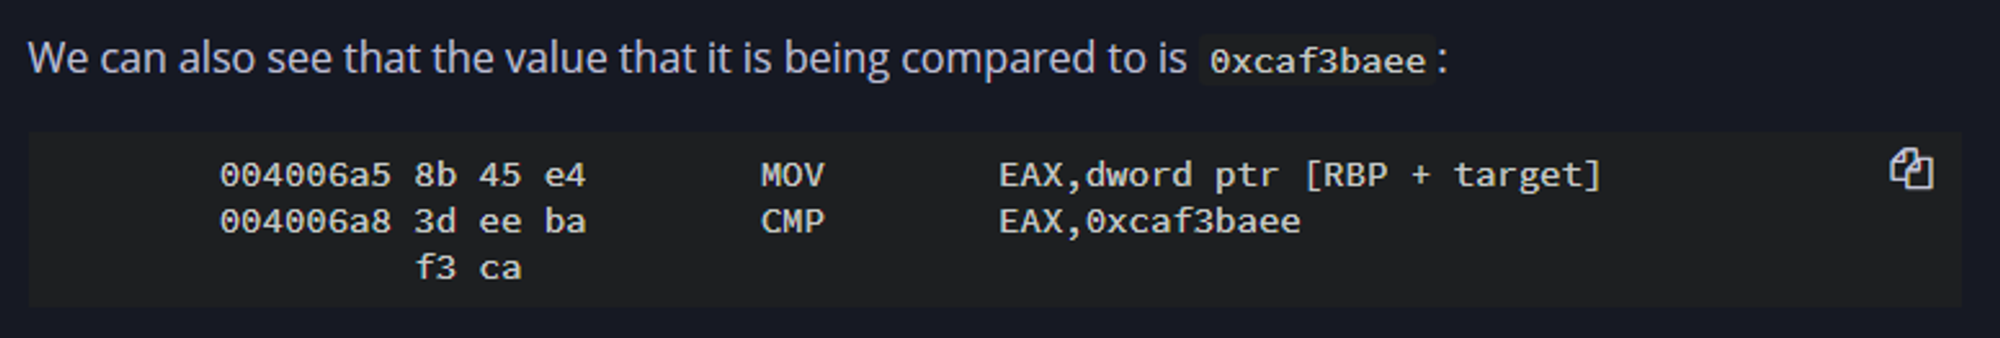 We can also see that the value that it is being compared to is 0xcaf3baee:
004006a5 8b 45 e4 MOV EAX,dword ptr [RBP + target]
004006a8 3d ee ba CMP EAX,0xcaf3baee
f3 ca